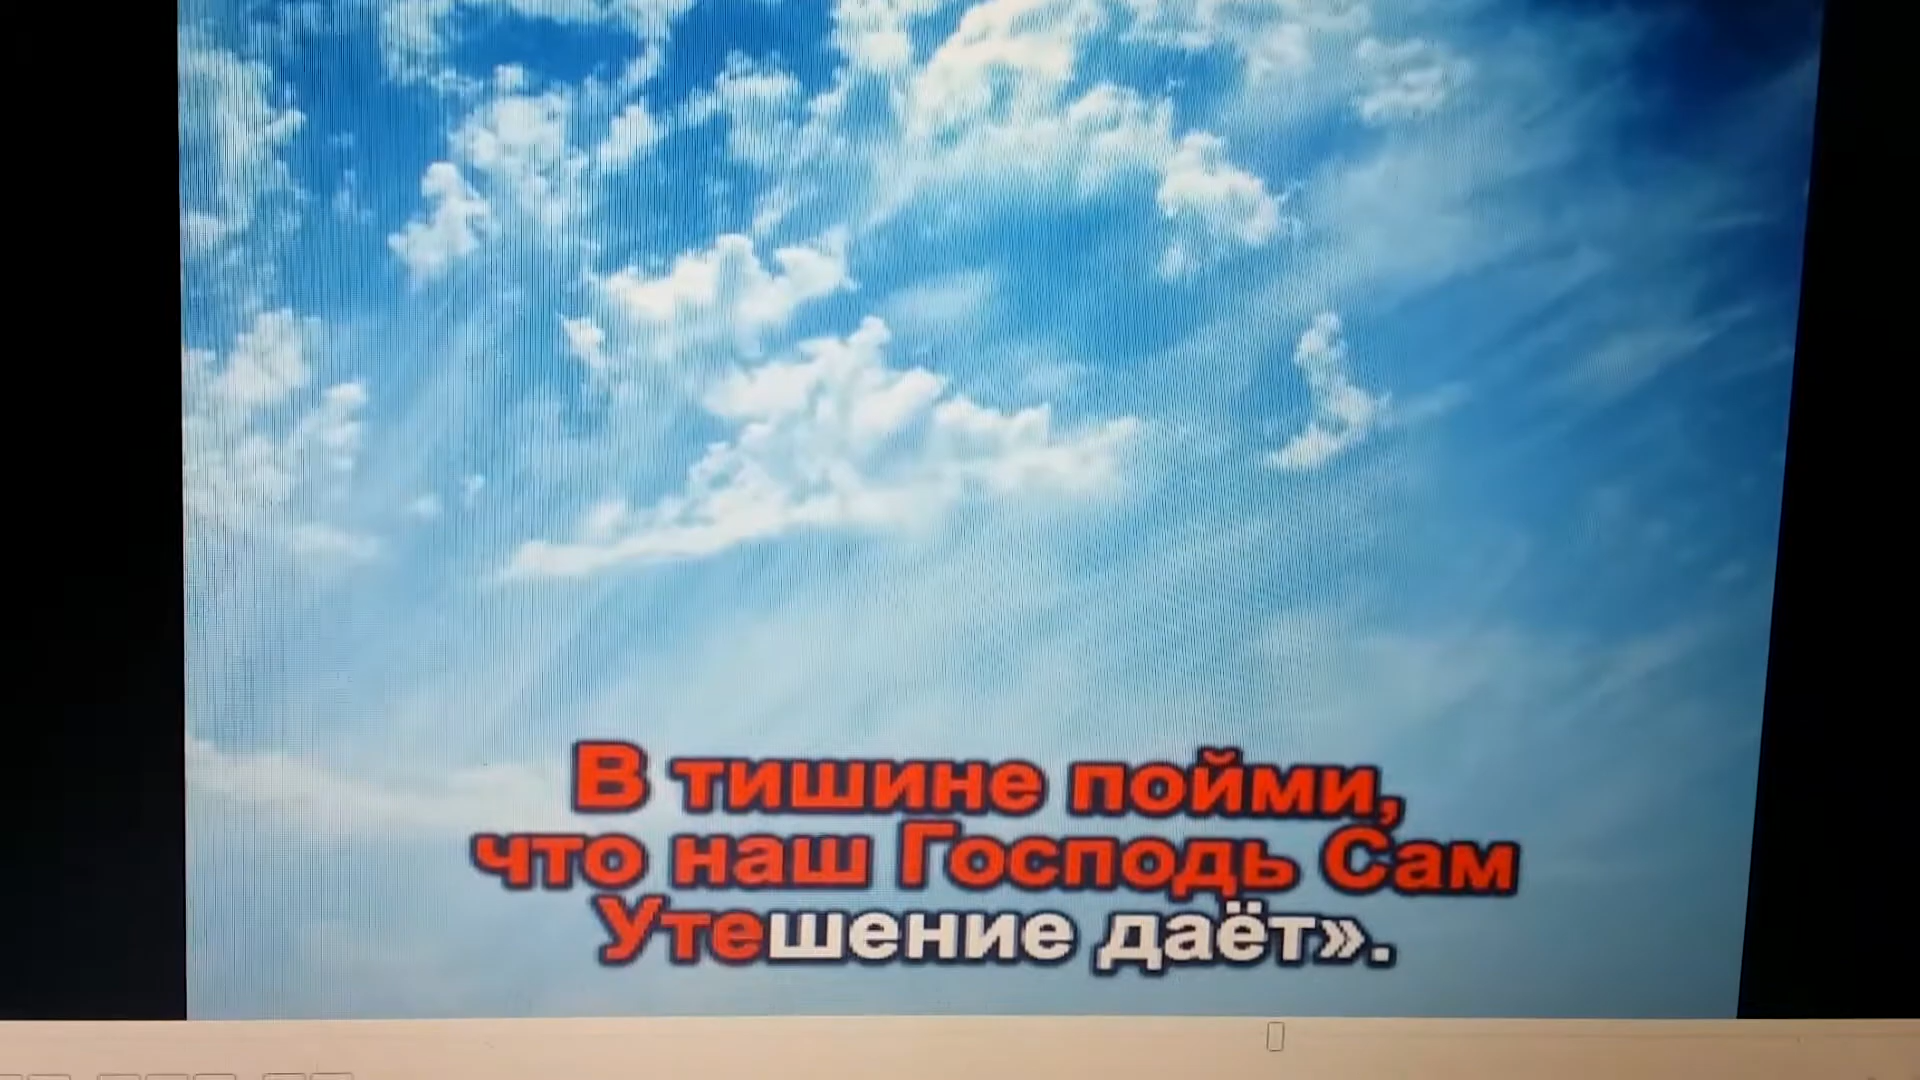 В тишине пойми,
что наш Господь Сам
Утешение даёт».